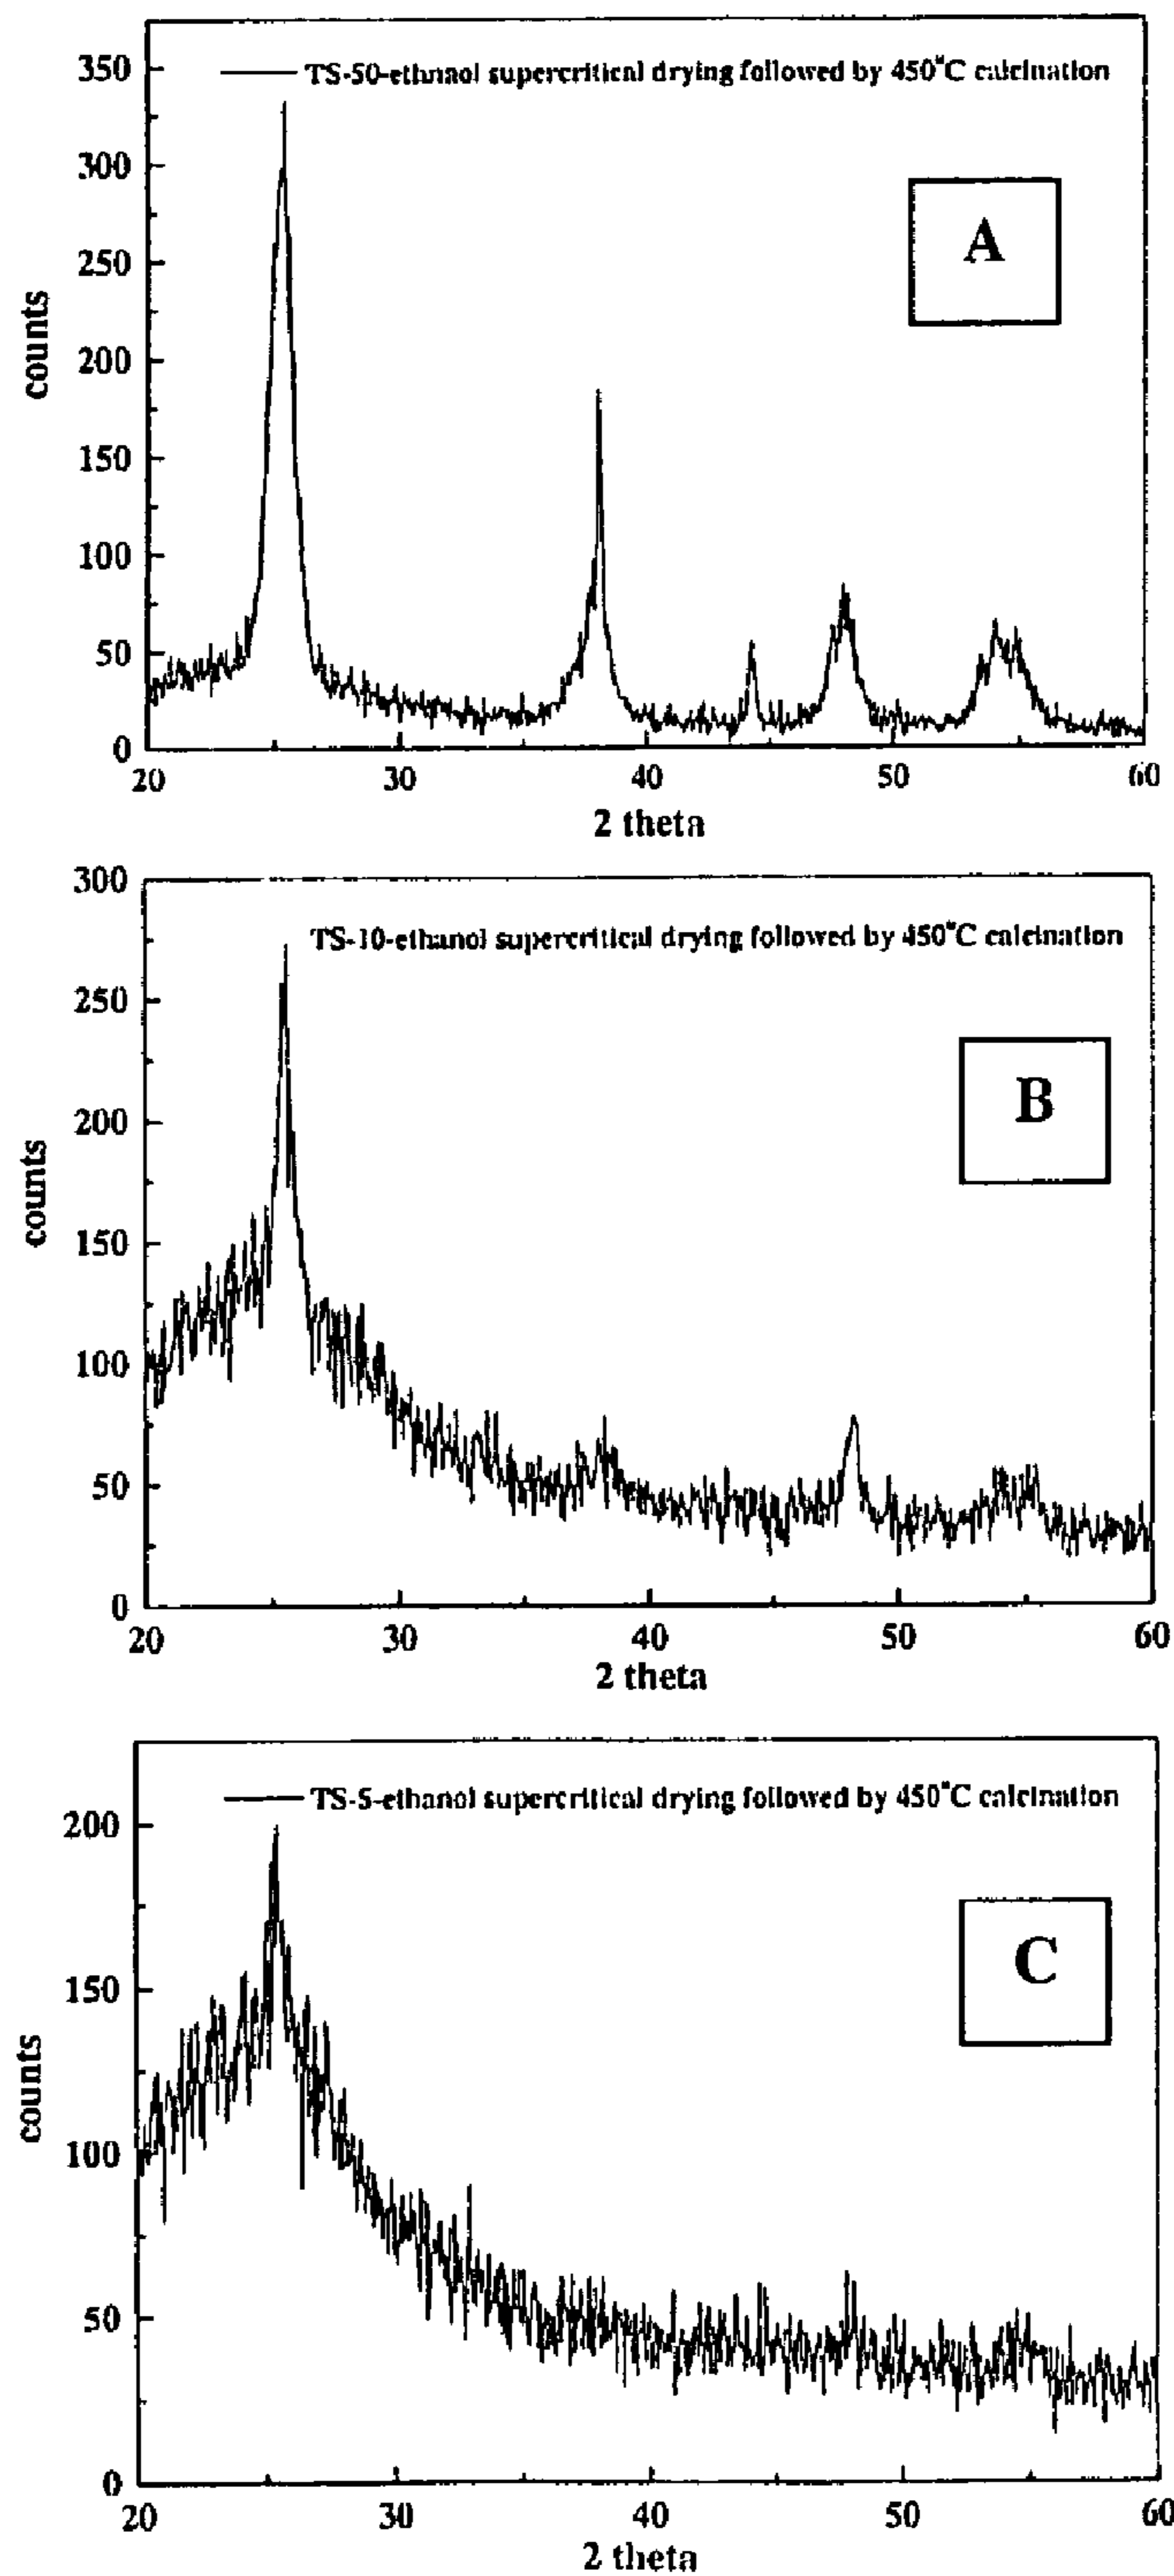 350
TS-50-ethnaol supercritical drying followed by 450°C calcination
300
A
250
counts
200
150
100
50
0
20 30 40 50 60
2 theta
300
TS-10-ethanol supercritical drying followed by 450°C calcination
250
B
200
counts
150
100
50
0
20 30 40 50 60
2 theta
TS-5-ethanol supercritical drying followed by 450°C calcination
200
C
150
counts
100
50
0
20 30 40 50 60
2 theta